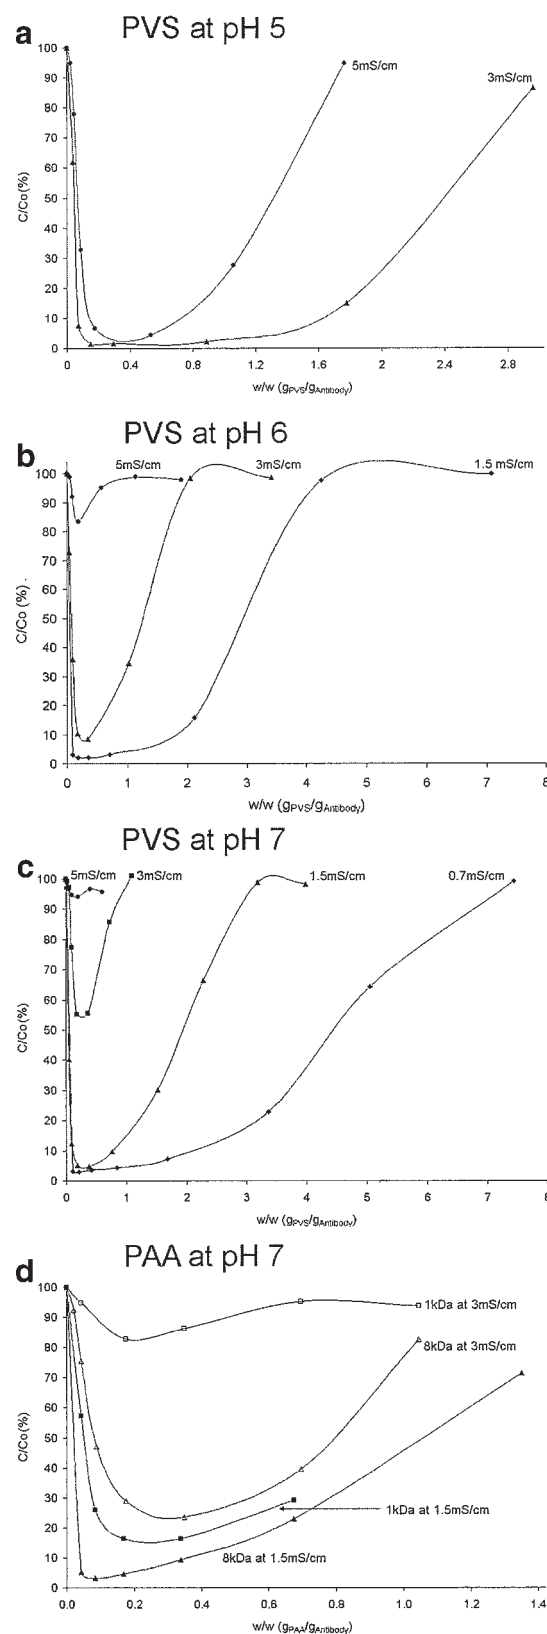 a PVS at pH 5
100
90
80
70
60
50
40
30
20
10
0
C/Co(%)
5mS/cm
3mS/cm
0 0.4 0.8 1.2 1.6 2 2.4 2.8
w/w (gPVS/gAntibody)
b PVS at pH 6
100
90
80
70
60
50
40
30
20
10
0
C/Co (%) .
5mS/cm 3mS/cm 1.5 mS/cm
0 1 2 3 4 5 6 7 8
w/w (gPVS/gAntibody)
c PVS at pH 7
100
90
80
70
60
50
40
30
20
10
0
C/Co(%)
5mS/cm 3mS/cm 1.5mS/cm 0.7mS/cm
0 1 2 3 4 5 6 7 8
w/w (gPVS/gAntibody)
d PAA at pH 7
100
90
80
70
60
50
40
30
20
10
0
C/Co(%)
1kDa at 3mS/cm
8kDa at 3mS/cm
1kDa at 1.5mS/cm
8kDa at 1.5mS/cm
0.0 0.2 0.4 0.6 0.8 1.0 1.2 1.4
w/w (gPAA/gAntibody)